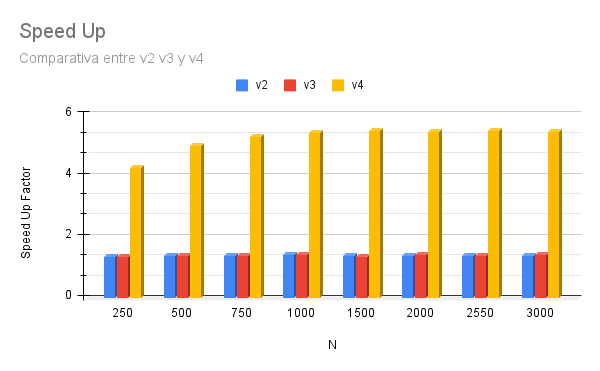 Speed Up
Comparativa entre v2 v3 y v4
v2 v3 v4
6
4
2
0
Speed Up Factor
250 500 750 1000 1500 2000 2550 3000
N